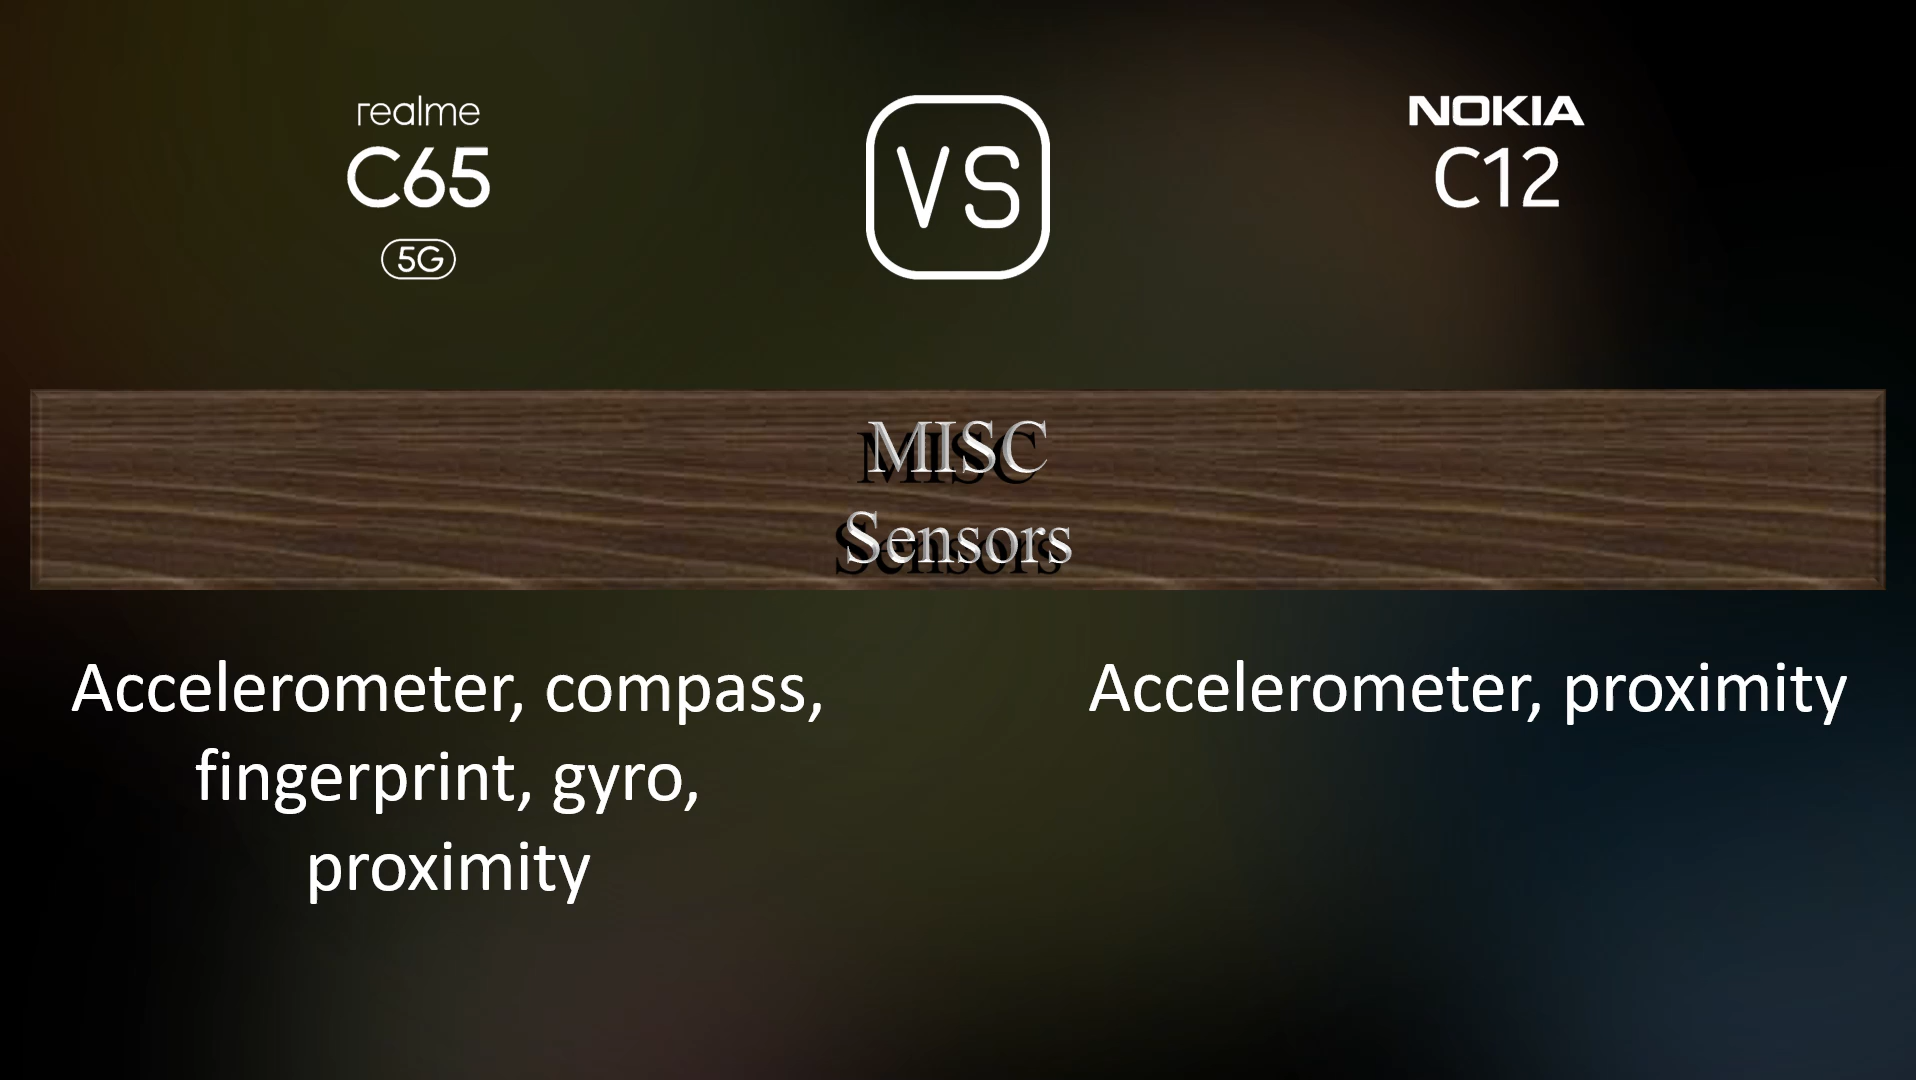 realme
C65
5G
VS
NOKIA
C12
MISC
Sensors
Accelerometer, compass,
fingerprint, gyro,
proximity
Accelerometer, proximity